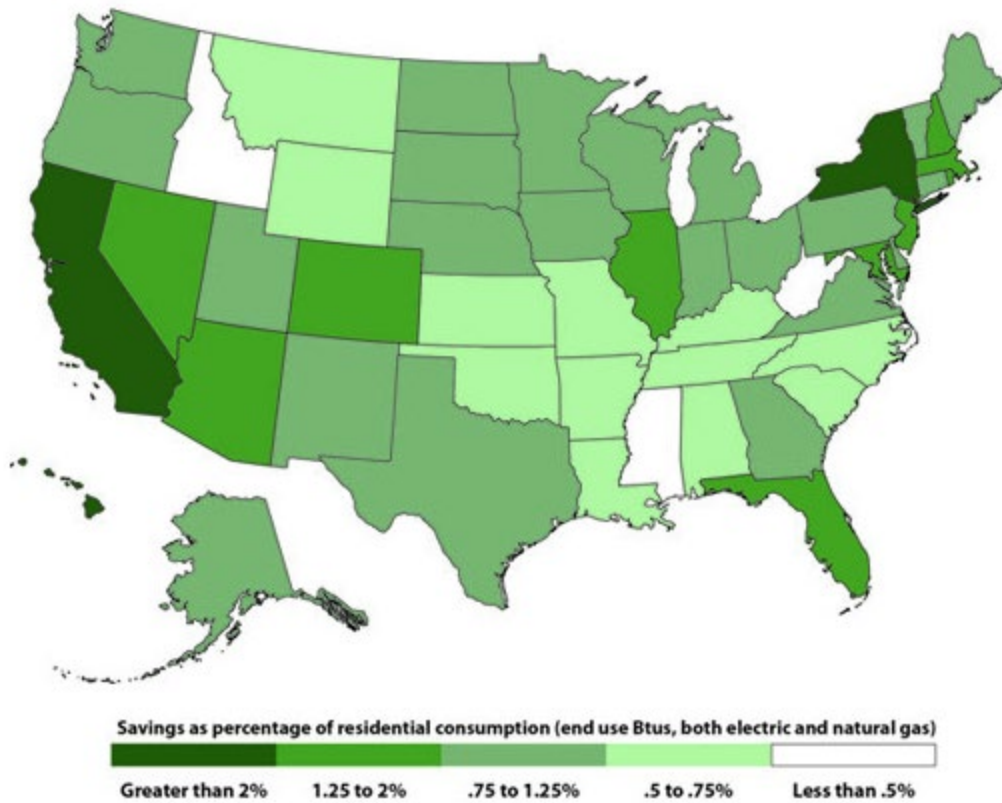 Savings as percentage of residential consumption (end use Btus, both electric and natural gas)
Greater than 2% 1.25 to 2% .75 to 1.25% .5 to .75% Less than .5%